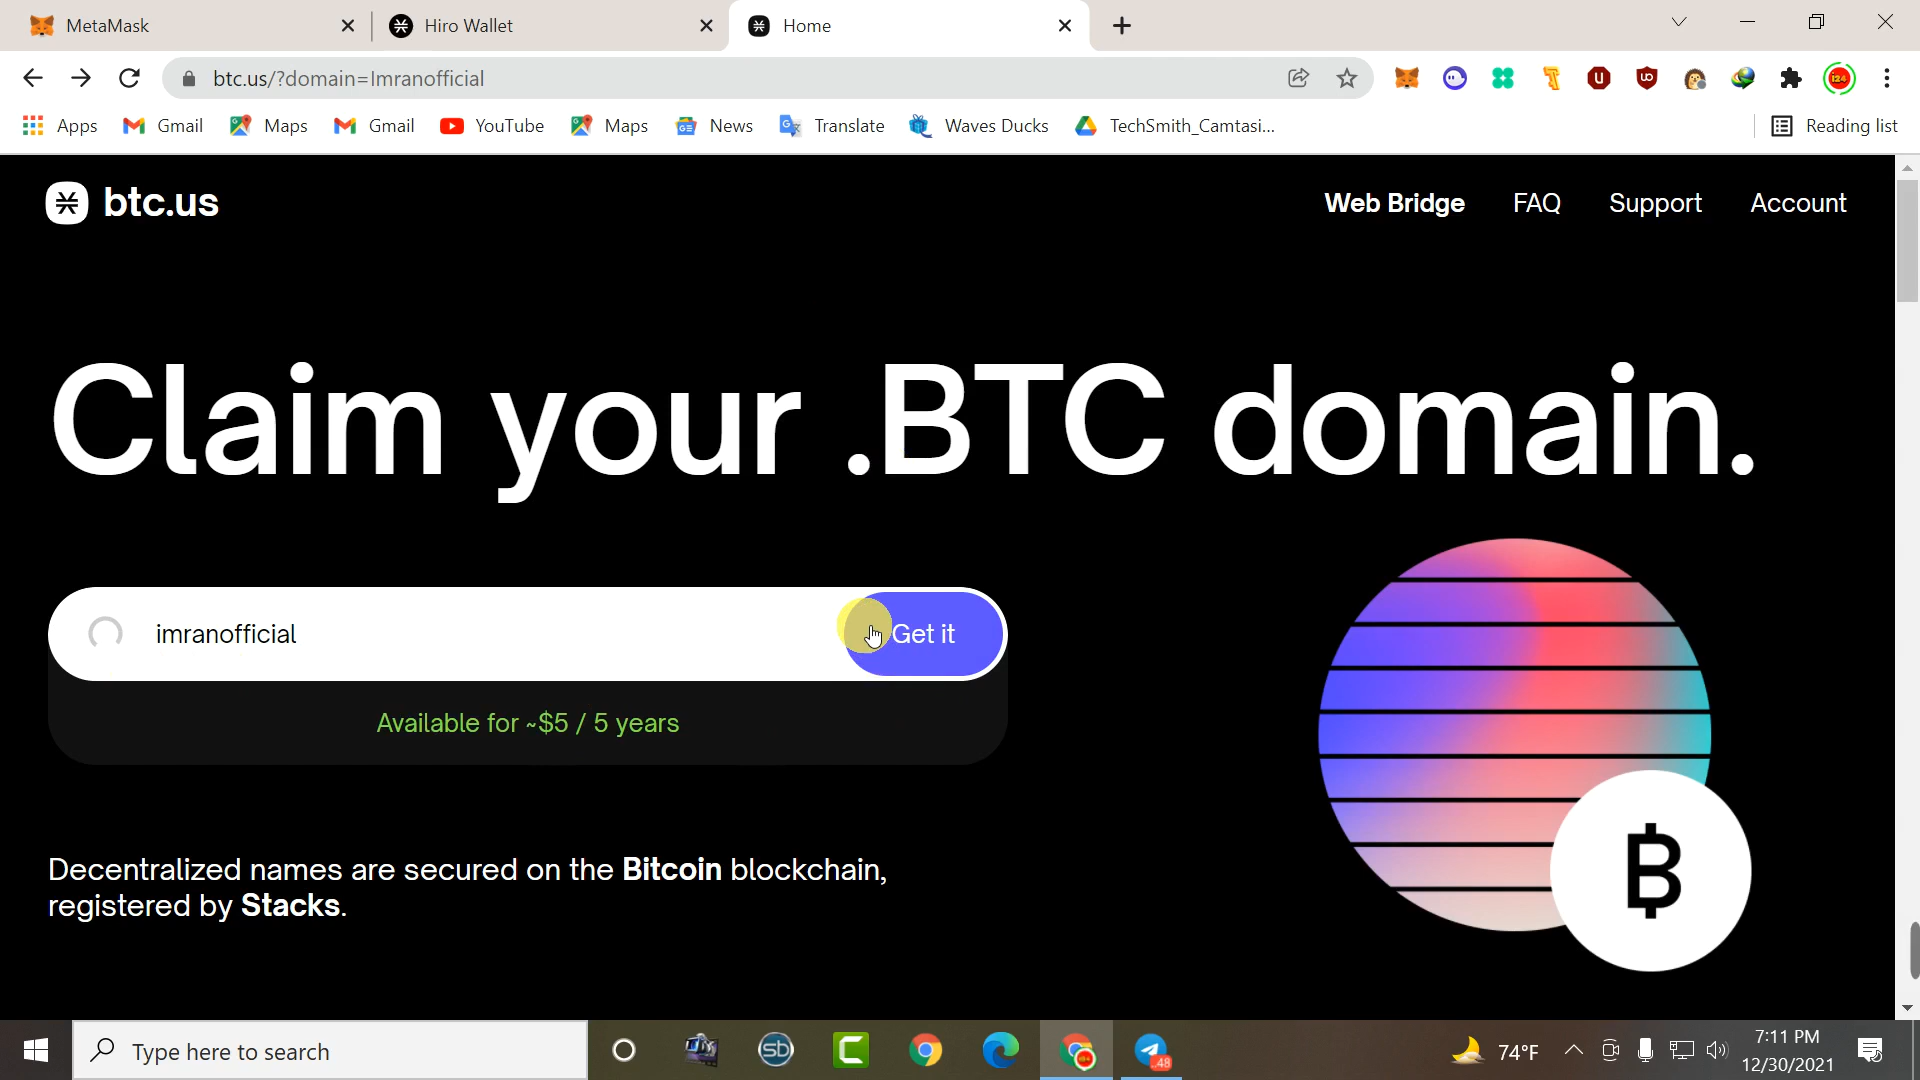 MetaMask
Hiro Wallet
Home
btc.us/?domain=Imranofficial
Apps
Gmail
Maps
Gmail
YouTube
Maps
News
Translate
Waves Ducks
TechSmith_Camtasi...
Reading list
btc.us
Web Bridge
FAQ
Support
Account
Claim your .BTC domain.
imranofficial
Get it
Available for ~$5 / 5 years
Decentralized names are secured on the Bitcoin blockchain,
registered by Stacks.
Type here to search
48
74°F
7:11 PM
12/30/2021